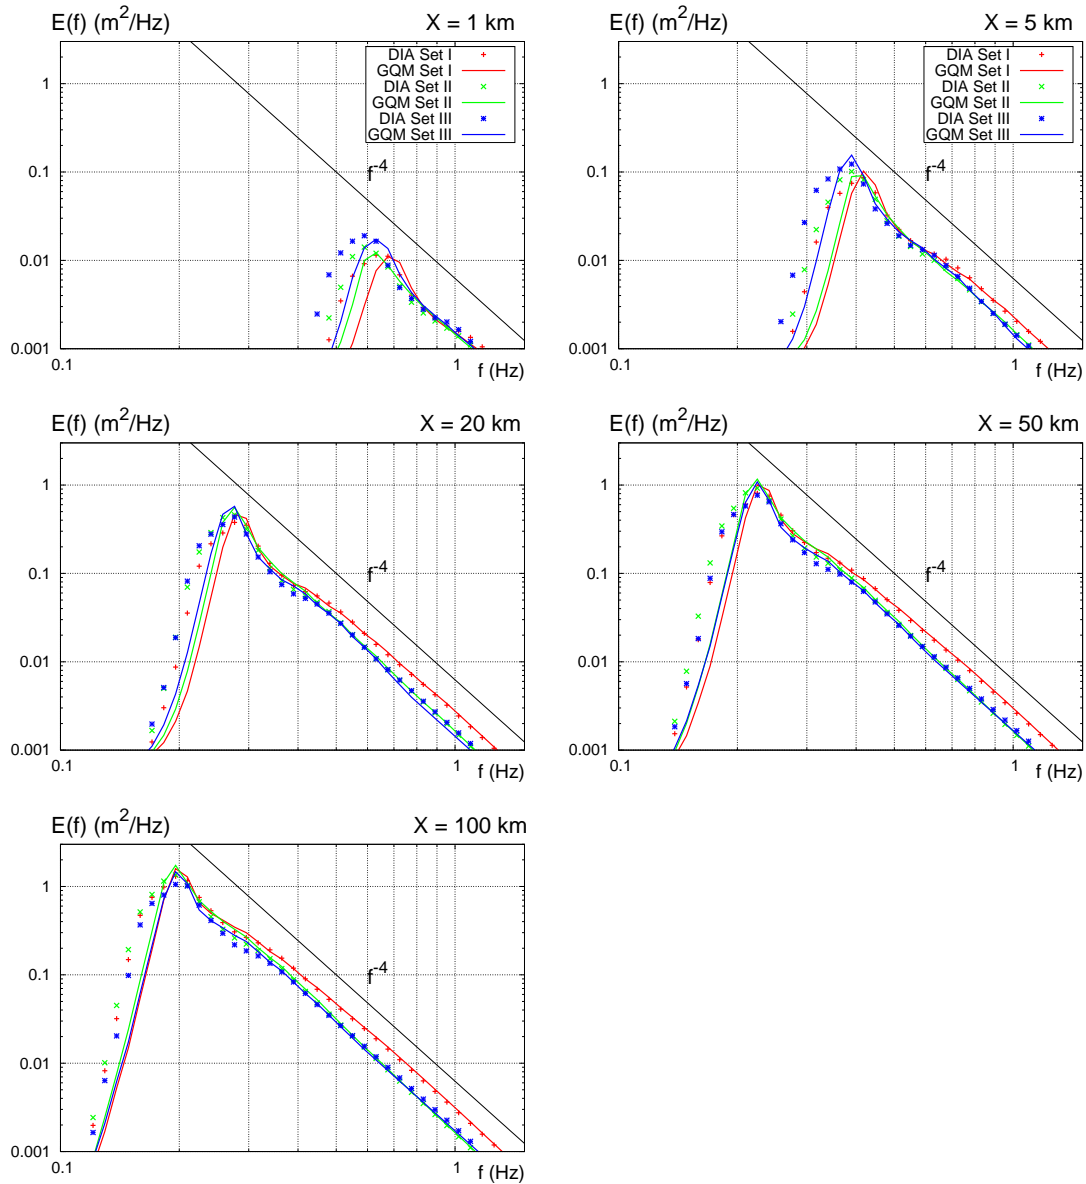 E(f) (m²/Hz) X = 1 km
DIA Set I
GQM Set I
DIA Set II
GQM Set II
DIA Set III
GQM Set III
1
0.1
f⁻⁴
0.01
0.001
0.1 1
f (Hz)
E(f) (m²/Hz) X = 5 km
DIA Set I
GQM Set I
DIA Set II
GQM Set II
DIA Set III
GQM Set III
1
0.1
f⁻⁴
0.01
0.001
0.1 1
f (Hz)
E(f) (m²/Hz) X = 20 km
1
0.1
f⁻⁴
0.01
0.001
0.1 1
f (Hz)
E(f) (m²/Hz) X = 50 km
1
0.1
f⁻⁴
0.01
0.001
0.1 1
f (Hz)
E(f) (m²/Hz) X = 100 km
1
0.1
f⁻⁴
0.01
0.001
0.1 1
f (Hz)